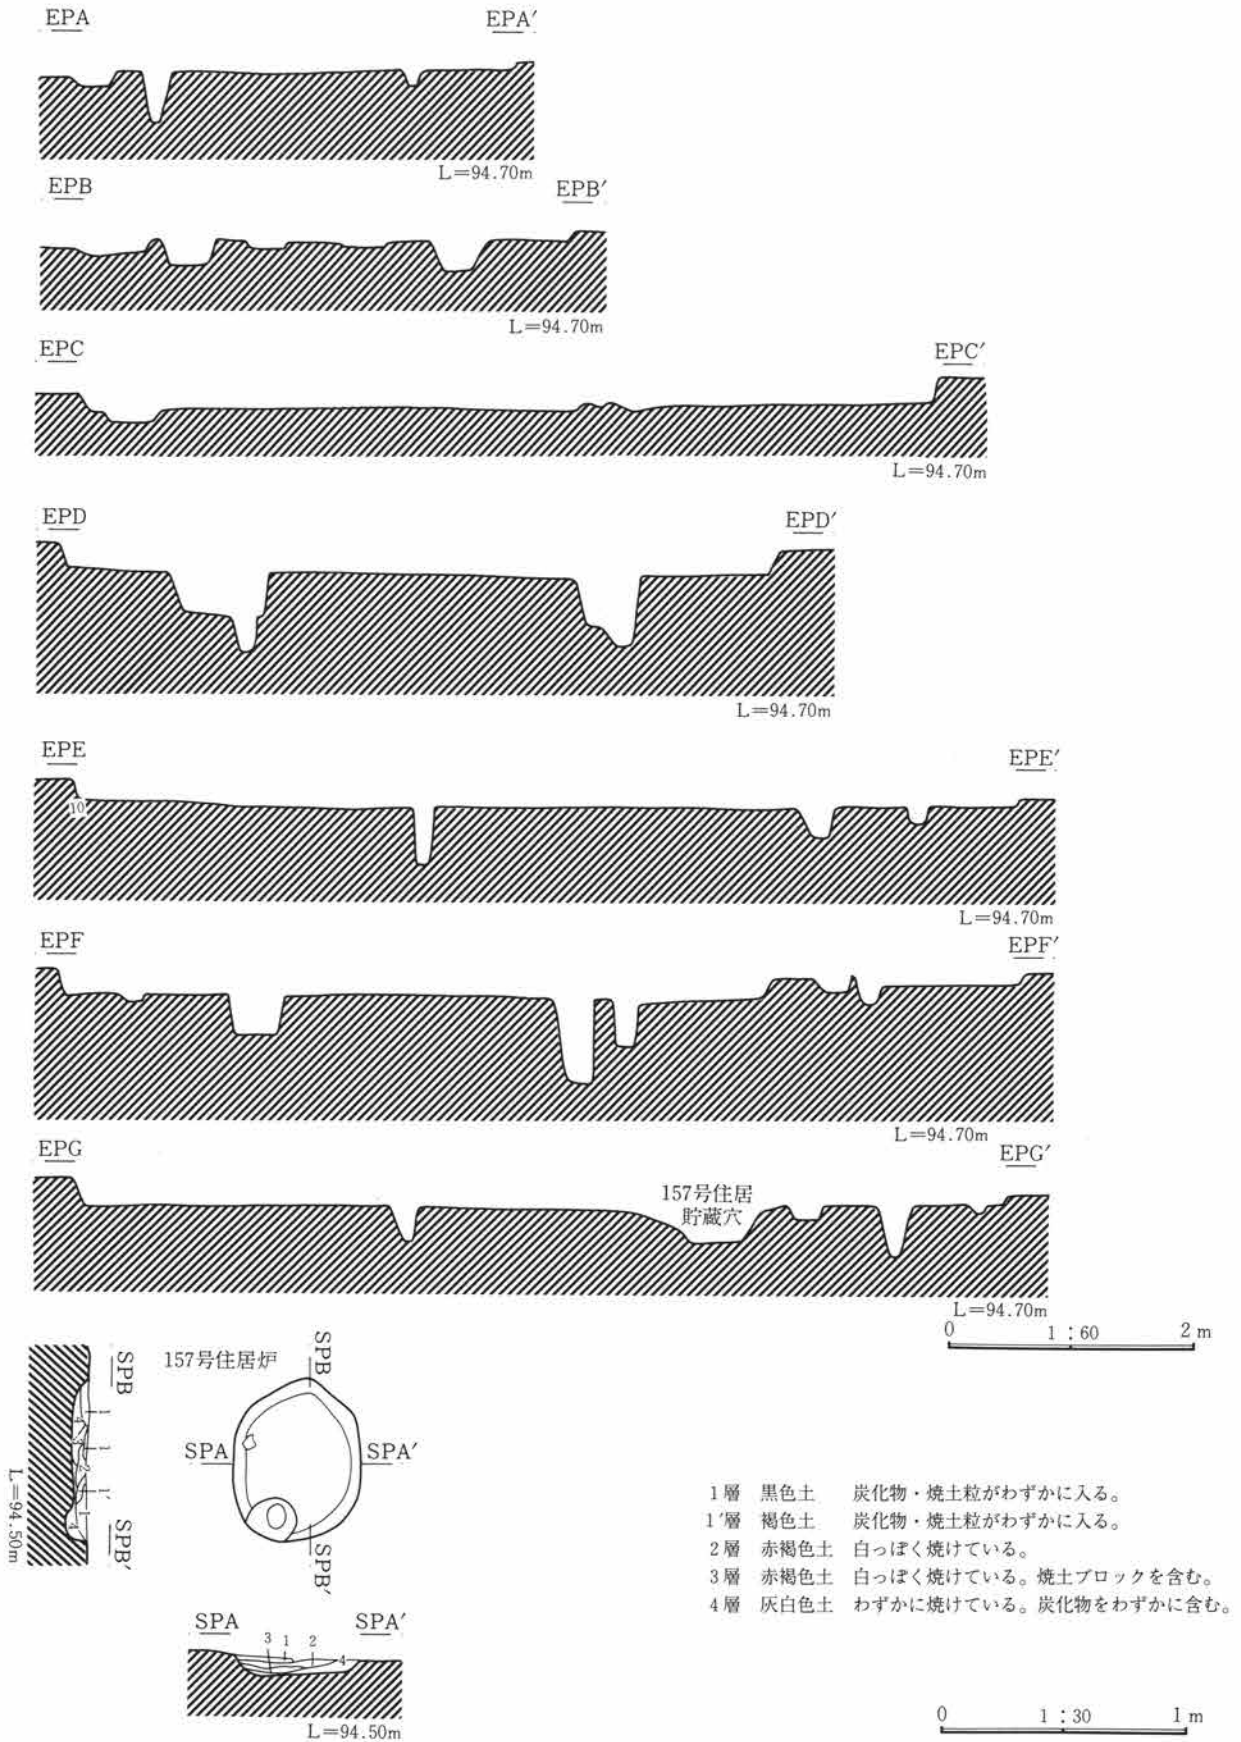 EPA EPA′
L=94.70m
EPB EPB′
L=94.70m
EPC EPC′
L=94.70m
EPD EPD′
L=94.70m
EPE EPE′
10
L=94.70m
EPF EPF′
L=94.70m
EPG EPG′
157号住居
貯蔵穴
L=94.70m
0 1:60 2m
157号住居炉
SPB
SPA SPA′
SPB′
SPB
1
4
3
1
2
1′
1
4
SPB′
L=94.50m
1層 黒色土 炭化物・焼土粒がわずかに入る。
1′層 褐色土 炭化物・焼土粒がわずかに入る。
2層 赤褐色土 白っぽく焼けている。
3層 赤褐色土 白っぽく焼けている。焼土ブロックを含む。
4層 灰白色土 わずかに焼けている。炭化物をわずかに含む。
SPA SPA′
3 1 2 4
L=94.50m
0 1:30 1m